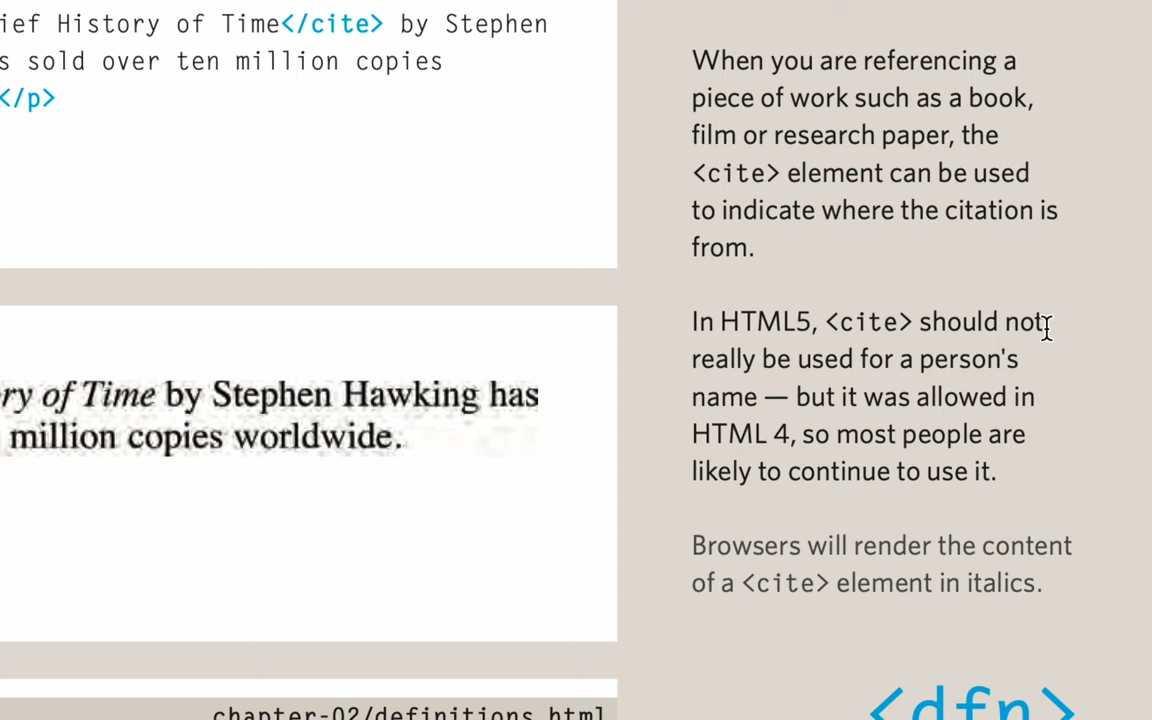 ief History of Time</cite> by Stephen
s sold over ten million copies
</p>
ry of Time by Stephen Hawking has
million copies worldwide.
chapter-02/definitions.html
When you are referencing a
piece of work such as a book,
film or research paper, the
<cite> element can be used
to indicate where the citation is
from.
In HTML5, <cite> should not
really be used for a person's
name — but it was allowed in
HTML 4, so most people are
likely to continue to use it.
Browsers will render the content
of a <cite> element in italics.
<dfn>